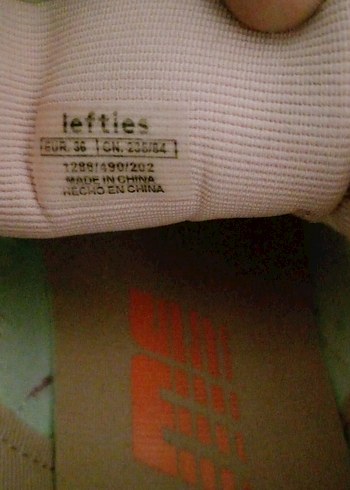 lefties
EUR. 36 CN. 235/84
1288/490/202
MADE IN CHINA
HECHO EN CHINA